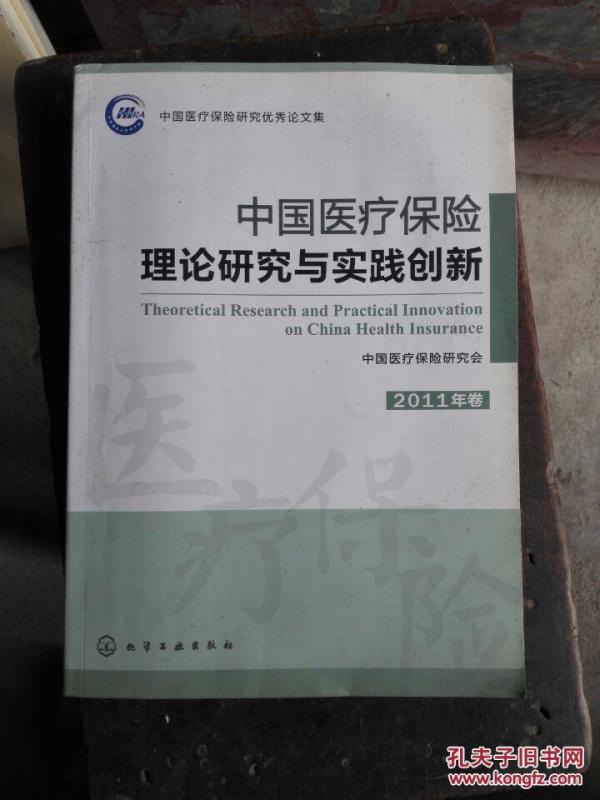 HIRA
中国医疗保险研究优秀论文集
中国医疗保险
理论研究与实践创新
Theoretical Research and Practical Innovation
on China Health Insurance
中国医疗保险研究会
2011年卷
医疗保险
化学工业出版社
孔夫子旧书网
www.kongfz.com